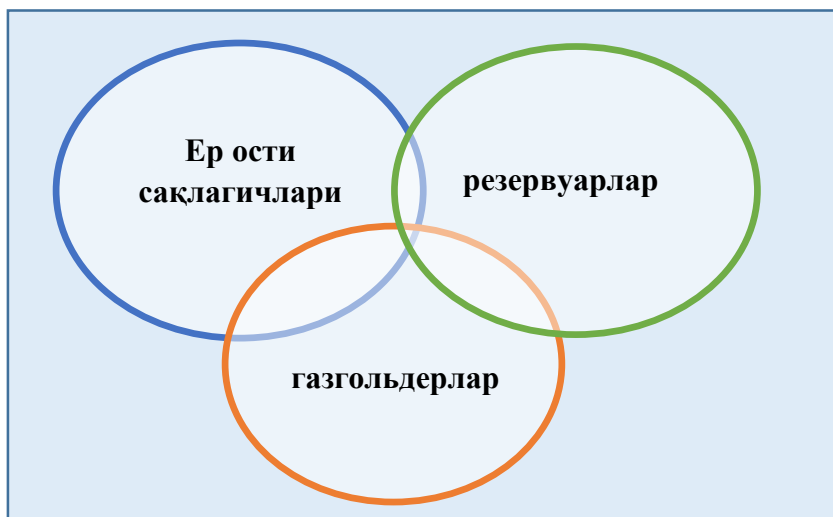 Ер ости
сақлагичлари
резервуарлар
газгольдерлар